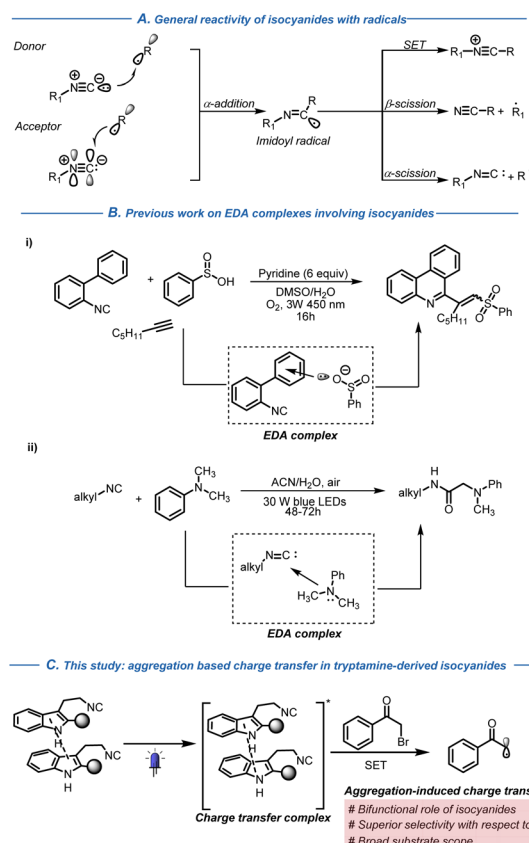 A. General reactivity of isocyanides with radicals
Donor
R
R1 N C
⊕ ⊖
Acceptor
R
R1 N C:
⊕ ⊖
α-addition
R1 N C R
Imidoyl radical
SET
R1 N≡C−R
⊕
β-scission
N≡C−R + Ṙ1
α-scission
R1 N=C: + R
B. Previous work on EDA complexes involving isocyanides
i)
NC
+
S O OH
C5H11
Pyridine (6 equiv)
DMSO/H2O
O2, 3W 450 nm
16h
N
C5H11
S O O Ph
NC
⊖ O S O Ph
EDA complex
ii)
alkyl NC
+
CH3
N CH3
ACN/H2O, air
30 W blue LEDs
48-72h
alkyl H N O N Ph CH3
alkyl N=C:
Ph
H3C N CH3
EDA complex
C. This study: aggregation based charge transfer in tryptamine-derived isocyanides
NC
N H
NC
N H
*
NC
N H
NC
N H
Charge transfer complex
O
Br
SET
O
Aggregation-induced charge trans
# Bifunctional role of isocyanides
# Superior selectivity with respect to
# Broad substrate scope